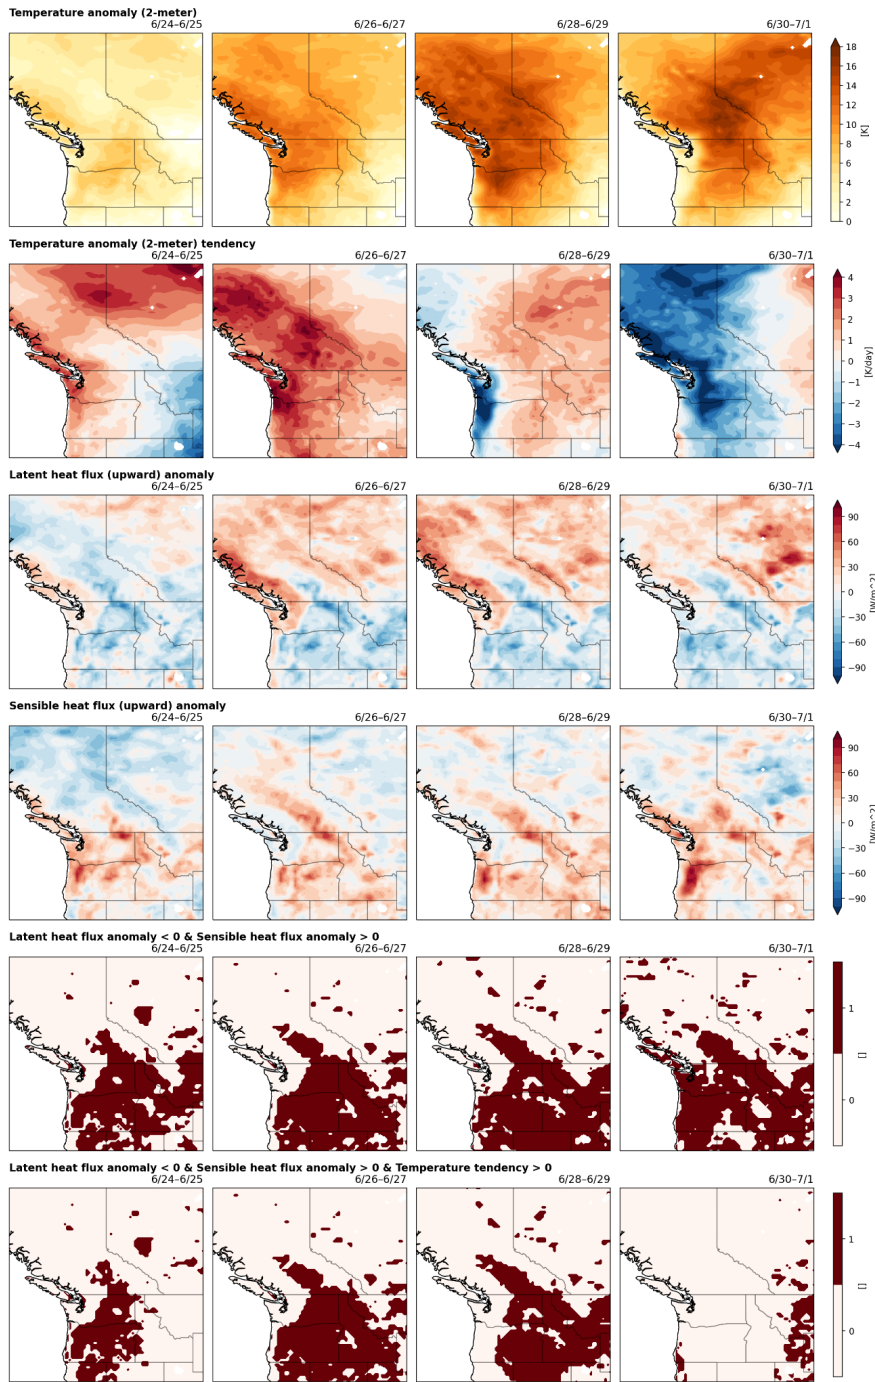 Temperature anomaly (2-meter)
6/24–6/25 6/26–6/27 6/28–6/29 6/30–7/1
18
16
14
12
10
8
6
4
2
0
[K]
Temperature anomaly (2-meter) tendency
6/24–6/25 6/26–6/27 6/28–6/29 6/30–7/1
4
3
2
1
0
−1
−2
−3
−4
[K/day]
Latent heat flux (upward) anomaly
6/24–6/25 6/26–6/27 6/28–6/29 6/30–7/1
90
60
30
0
−30
−60
−90
[W/m^2]
Sensible heat flux (upward) anomaly
6/24–6/25 6/26–6/27 6/28–6/29 6/30–7/1
90
60
30
0
−30
−60
−90
[W/m^2]
Latent heat flux anomaly < 0 & Sensible heat flux anomaly > 0
6/24–6/25 6/26–6/27 6/28–6/29 6/30–7/1
1
0
[]
Latent heat flux anomaly < 0 & Sensible heat flux anomaly > 0 & Temperature tendency > 0
6/24–6/25 6/26–6/27 6/28–6/29 6/30–7/1
1
0
[]